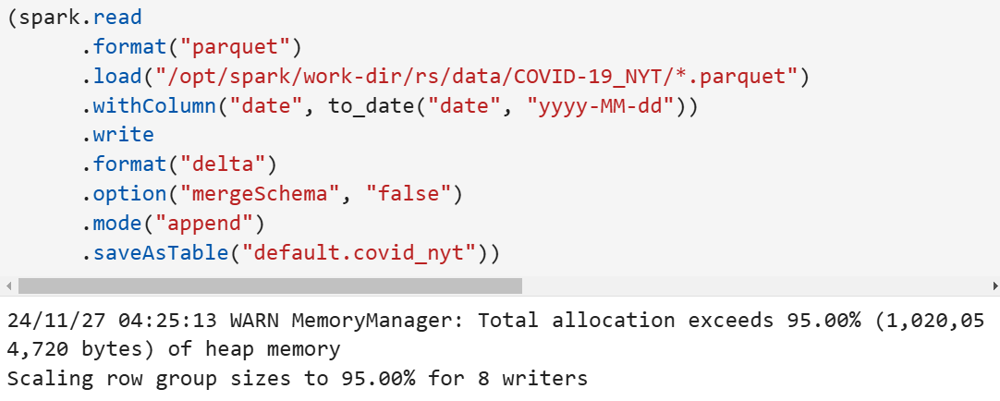 (spark.read
      .format("parquet")
      .load("/opt/spark/work-dir/rs/data/COVID-19_NYT/*.parquet")
      .withColumn("date", to_date("date", "yyyy-MM-dd"))
      .write
      .format("delta")
      .option("mergeSchema", "false")
      .mode("append")
      .saveAsTable("default.covid_nyt"))
24/11/27 04:25:13 WARN MemoryManager: Total allocation exceeds 95.00% (1,020,05
4,720 bytes) of heap memory
Scaling row group sizes to 95.00% for 8 writers